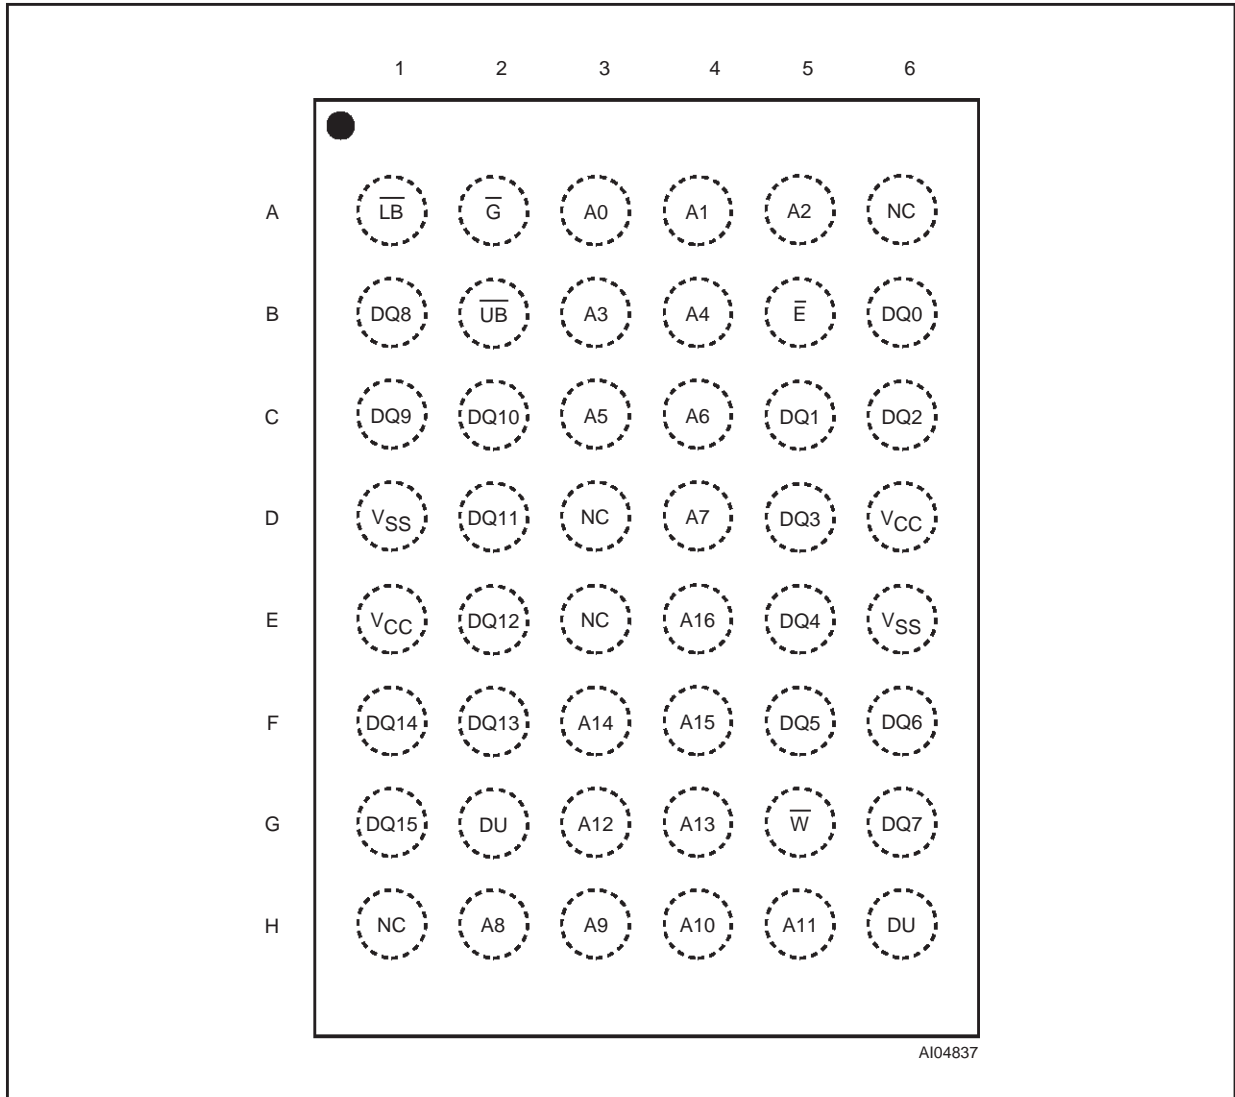 1 2 3 4 5 6
A L̅B̅ G̅ A0 A1 A2 NC
B DQ8 U̅B̅ A3 A4 E̅ DQ0
C DQ9 DQ10 A5 A6 DQ1 DQ2
D VSS DQ11 NC A7 DQ3 VCC
E VCC DQ12 NC A16 DQ4 VSS
F DQ14 DQ13 A14 A15 DQ5 DQ6
G DQ15 DU A12 A13 W̅ DQ7
H NC A8 A9 A10 A11 DU
AI04837